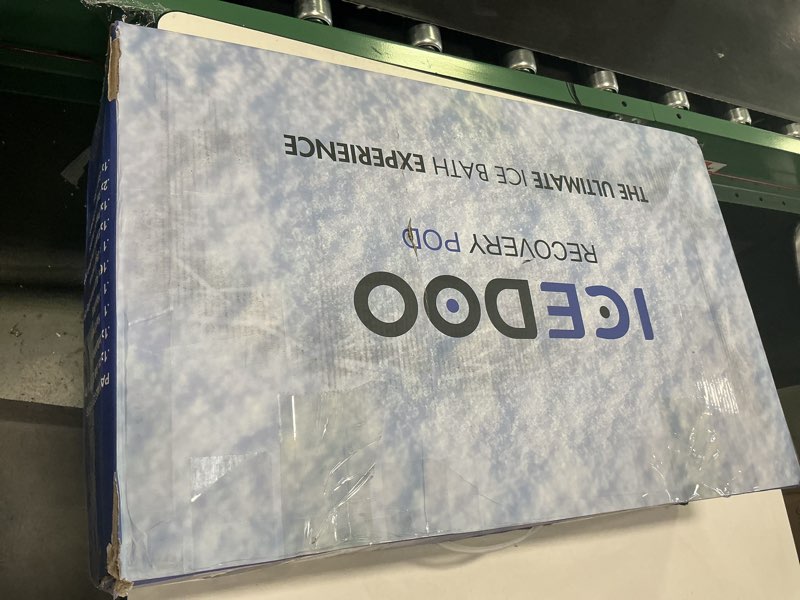 ICEDOO
RECOVERY POD
THE ULTIMATE ICE BATH EXPERIENCE